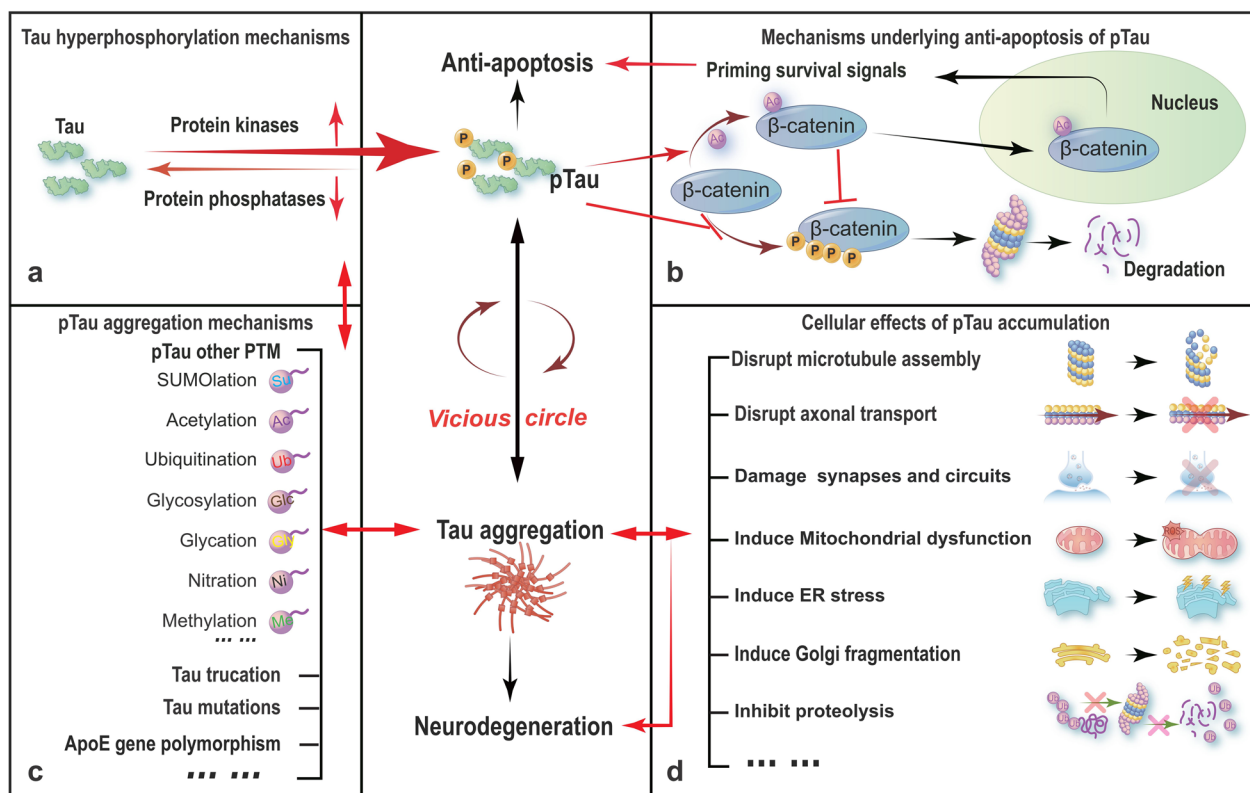 Tau hyperphosphorylation mechanisms
Tau
Protein kinases
Protein phosphatases
a
Anti-apoptosis
P
P
P
pTau
Vicious circle
Tau aggregation
Neurodegeneration
Mechanisms underlying anti-apoptosis of pTau
Priming survival signals
Nucleus
Ac
β-catenin
Ac
Ac
β-catenin
β-catenin
β-catenin
P
P
P
P
Degradation
b
pTau aggregation mechanisms
pTau other PTM
SUMOlation Su
Acetylation Ac
Ubiquitination Ub
Glycosylation Glc
Glycation Gly
Nitration Ni
Methylation Me
... ...
Tau trucation
Tau mutations
ApoE gene polymorphism
... ...
c
Cellular effects of pTau accumulation
Disrupt microtubule assembly
Disrupt axonal transport
Damage synapses and circuits
Induce Mitochondrial dysfunction
ROS
Induce ER stress
Induce Golgi fragmentation
Inhibit proteolysis
Ub
Ub
Ub
Ub
Ub
Ub
Ub
Ub
... ...
d